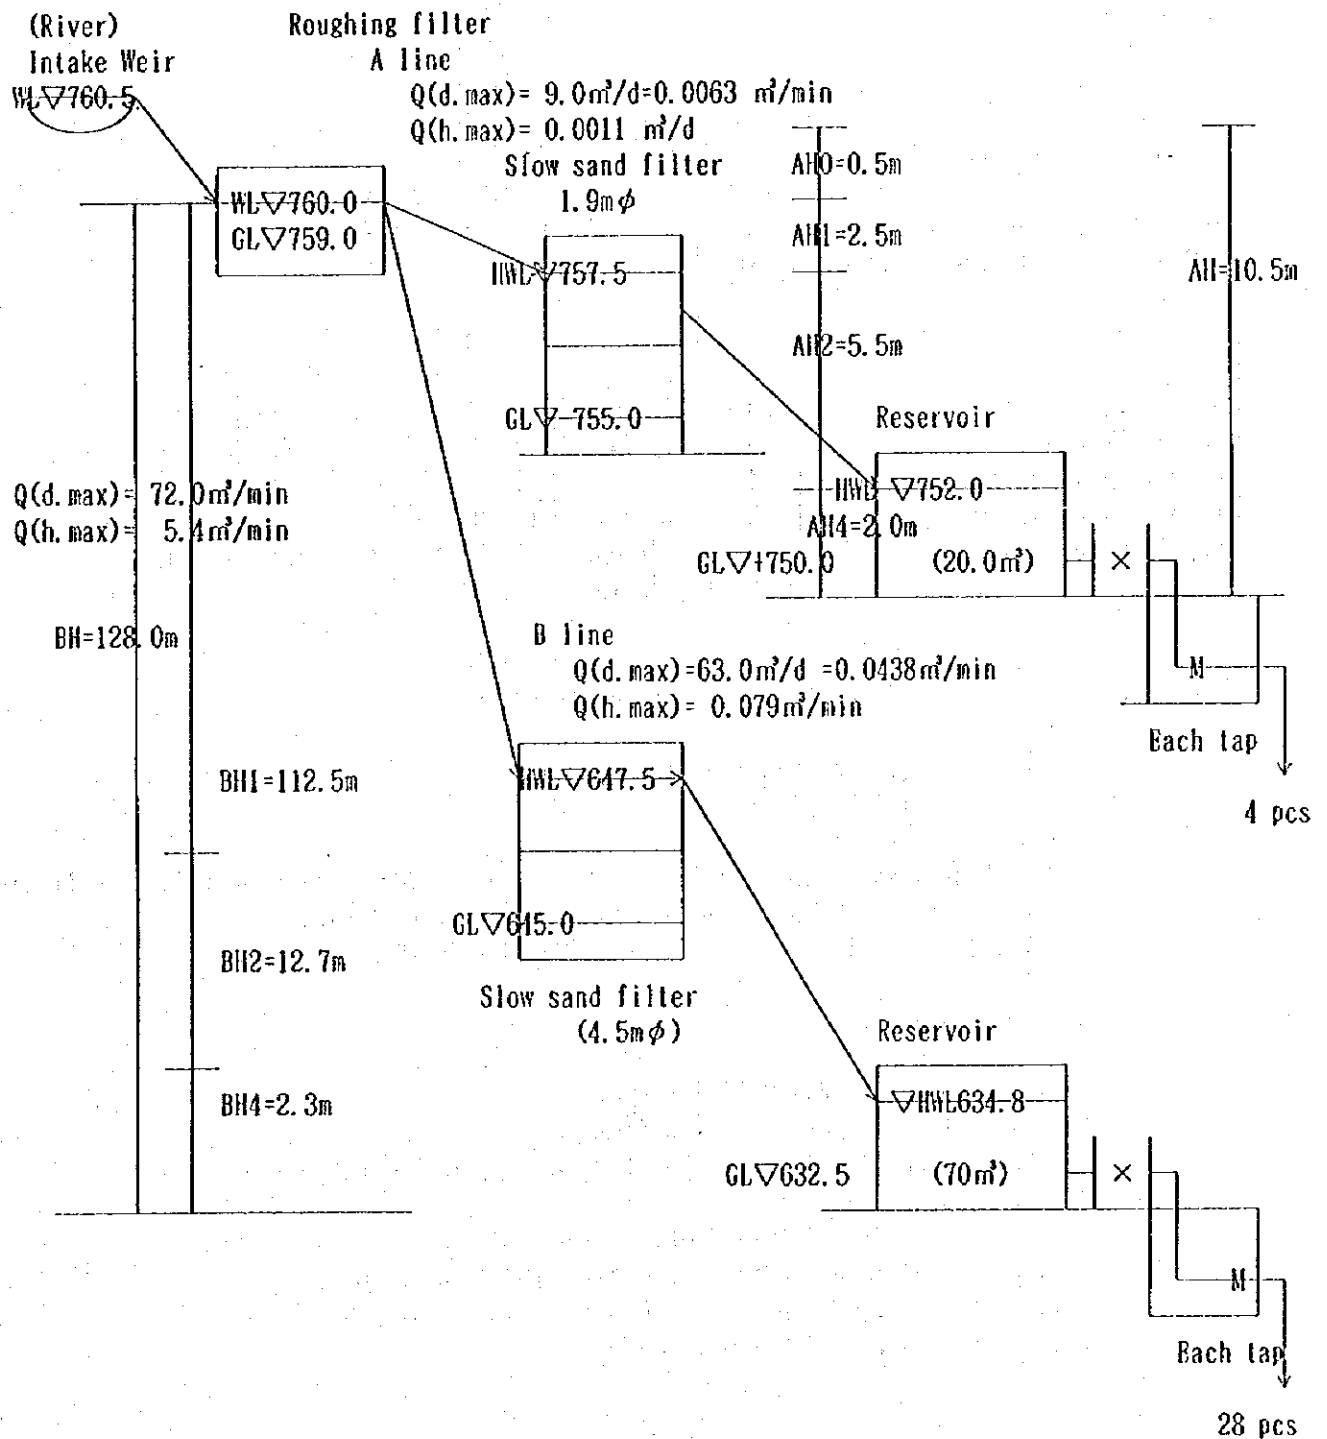 (River)
Intake Weir
WL▽760.5
Roughing filter
A line
Q(d.max)= 9.0m³/d=0.0063 m³/min
Q(h.max)= 0.0011 m³/d
Slow sand filter
1.9mφ
WL▽760.0
GL▽759.0
HWL▽757.5
GL▽ 755.0
AH0=0.5m
AH1=2.5m
AH2=5.5m
AH=10.5m
Reservoir
HWL ▽752.0
AH4=2.0m
GL▽750.0
(20.0m³)
×
M
Each tap
4 pcs
Q(d.max)= 72.0m³/min
Q(h.max)= 5.4m³/min
BH=128.0m
B line
Q(d.max)=63.0m³/d =0.0438m³/min
Q(h.max)= 0.079m³/min
HWL▽647.5
GL▽645.0
Slow sand filter
(4.5mφ)
BH1=112.5m
BH2=12.7m
BH4=2.3m
Reservoir
▽HWL634.8
GL▽632.5
(70m³)
×
M
Each tap
28 pcs